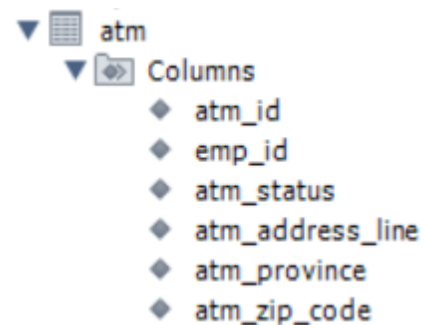 atm
Columns
atm_id
emp_id
atm_status
atm_address_line
atm_province
atm_zip_code